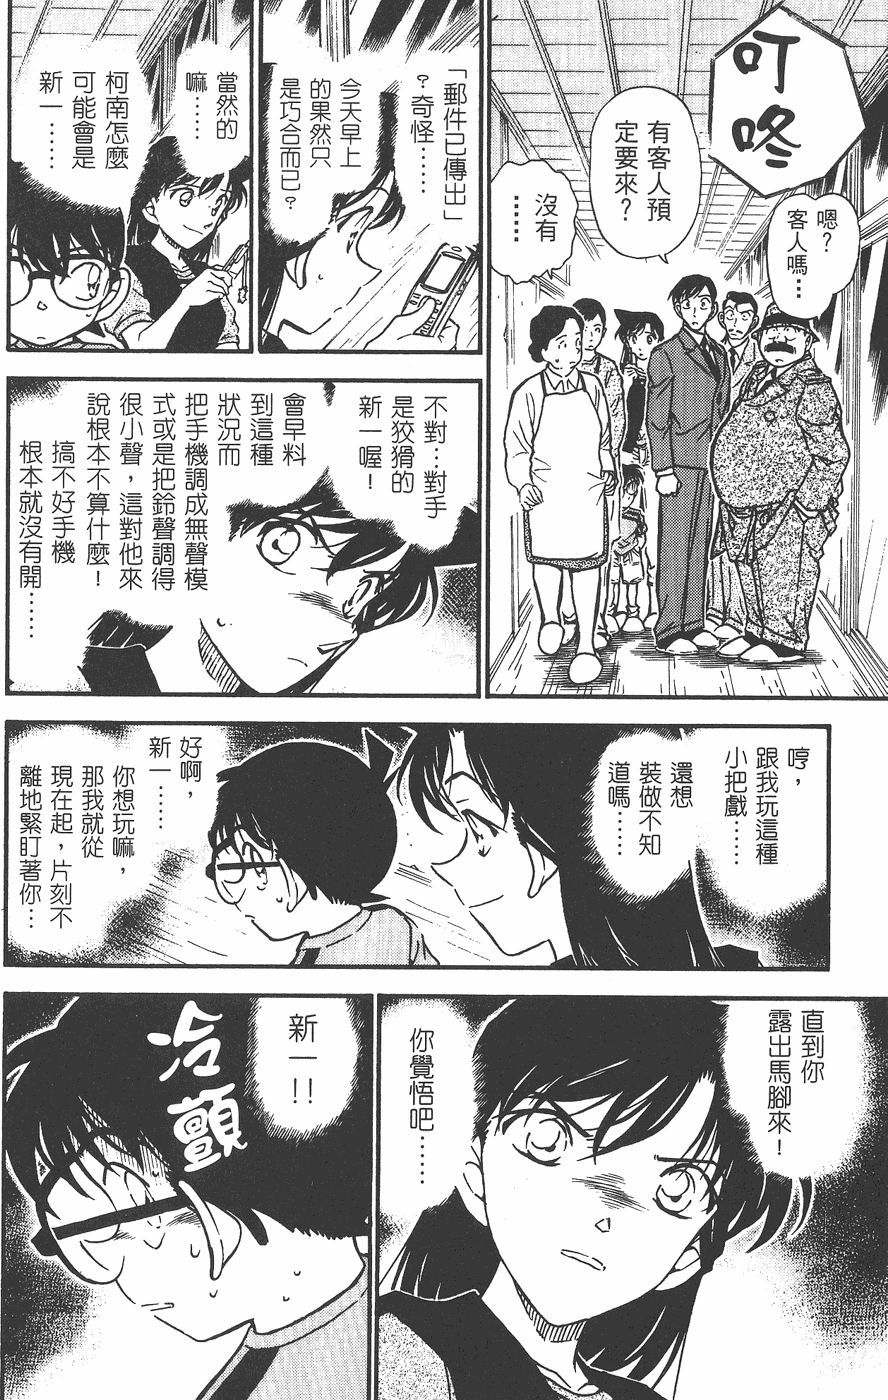 叮
咚
嗯？
客人嗎…
有客人預
定要來？
沒有
……
「郵件已傳出」
？奇怪……
今天早上
的果然只
是巧合而已？
當然的
嘛……
柯南怎麼
可能會是
新一……
不對…對手
是狡猾的
新一喔！
會早料
到這種
狀況而
把手機調成無聲模
式或是把鈴聲調得
很小聲，這對他來
說根本不算什麼！
搞不好手機
根本就沒有開……
哼，
跟我玩這種
小把戲……
還想
裝做不知
道嗎……
好啊，
新一……
你想玩嘛，
那我就從
現在起，片刻不
離地緊盯著你…
直到你
露出馬腳來！
你覺悟吧……
新一!!
冷
顫